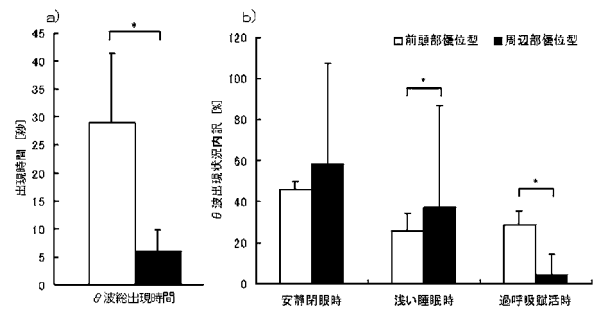 a)
*
45
40
35
30
25
20
15
10
5
0
出現時間 [秒]
θ波総出現時間
b)
□ 前頭部優位型 ■ 周辺部優位型
120
100
80
60
40
20
0
θ波出現状況内訳 [%]
*
*
安静閉眼時 浅い睡眠時 過呼吸賦活時